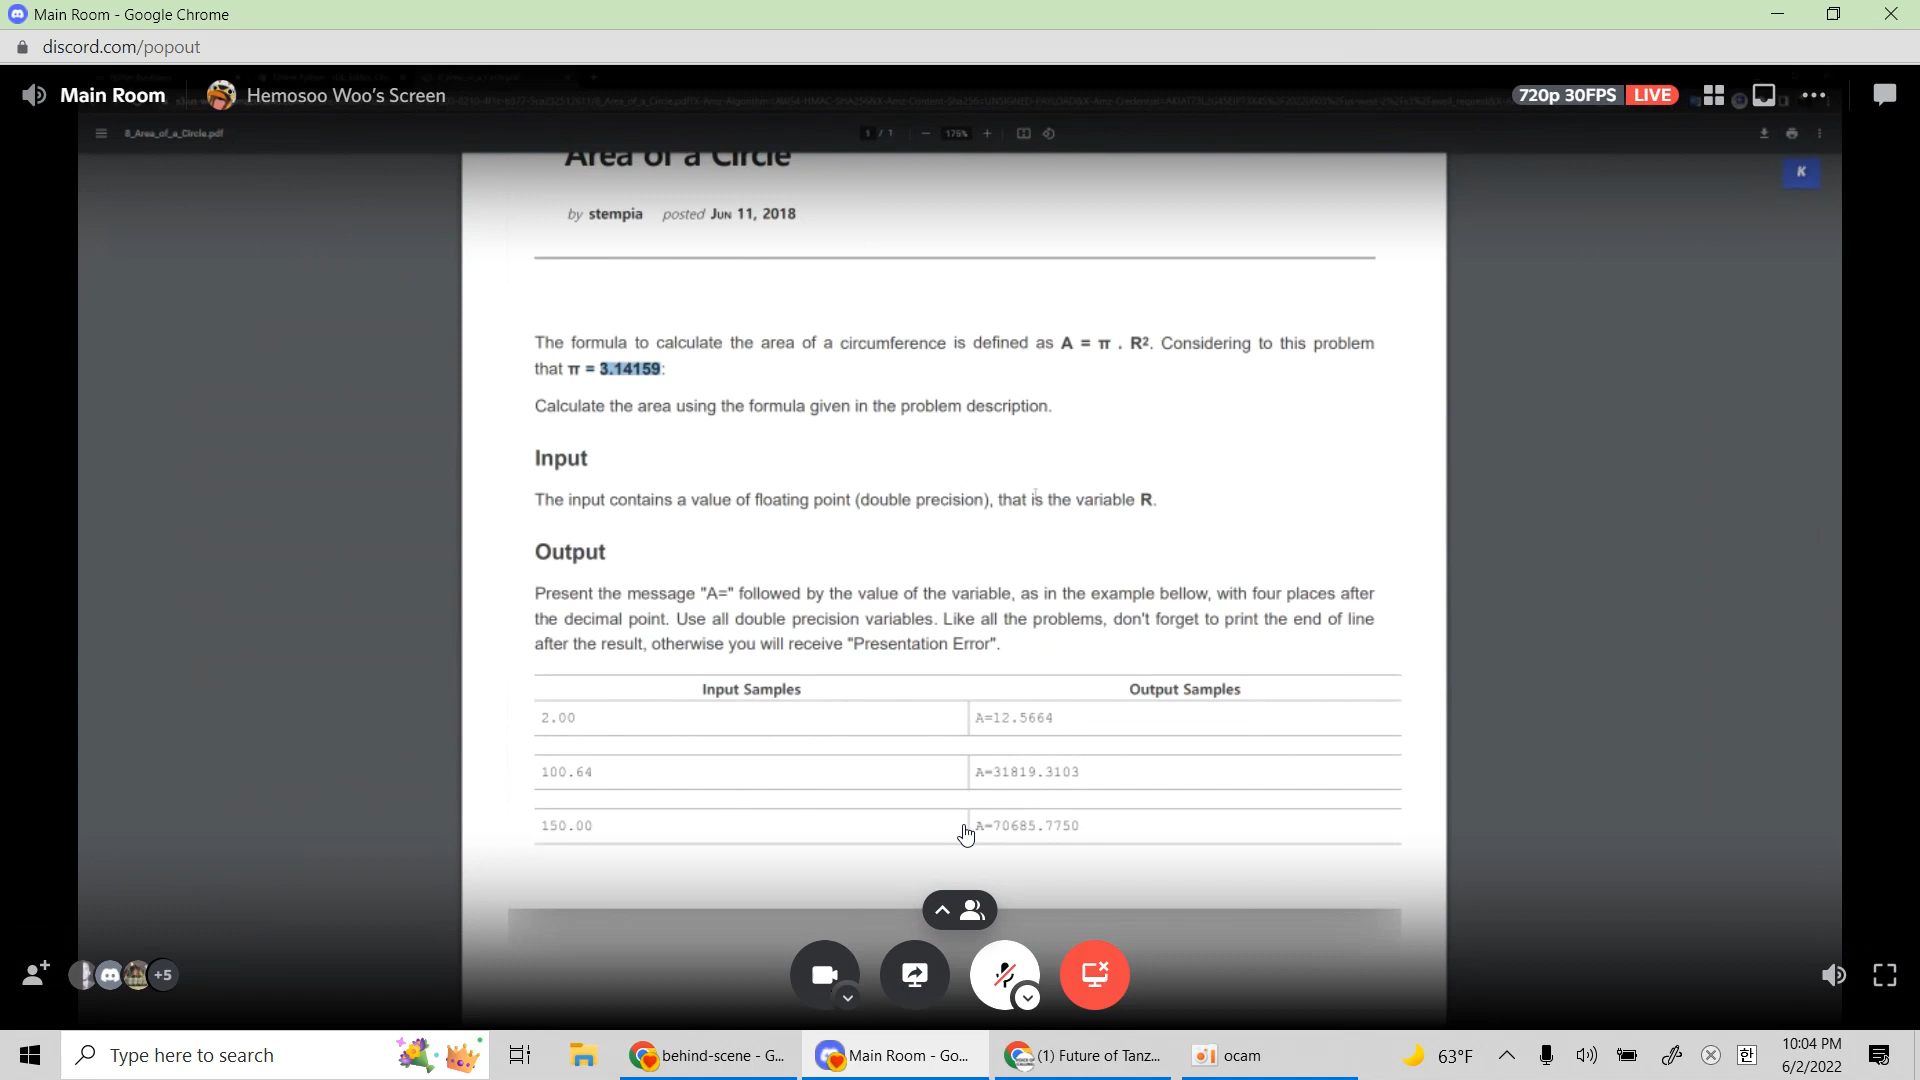 Main Room - Google Chrome
discord.com/popout
Main Room
Hemosoo Woo's Screen
720p 30FPS LIVE
8_Area_of_a_Circle.pdf
1 / 1
175%
K
Area of a Circle
by stempia posted Jun 11, 2018
The formula to calculate the area of a circumference is defined as A = π . R². Considering to this problem
that π = 3.14159:
Calculate the area using the formula given in the problem description.
Input
The input contains a value of floating point (double precision), that is the variable R.
Output
Present the message "A=" followed by the value of the variable, as in the example bellow, with four places after
the decimal point. Use all double precision variables. Like all the problems, don't forget to print the end of line
after the result, otherwise you will receive "Presentation Error".
Input Samples Output Samples
2.00 A=12.5664
100.64 A=31819.3103
150.00 A=70685.7750
+5
Type here to search
behind-scene - G...
Main Room - Go...
(1) Future of Tanz...
ocam
63°F
한
10:04 PM
6/2/2022